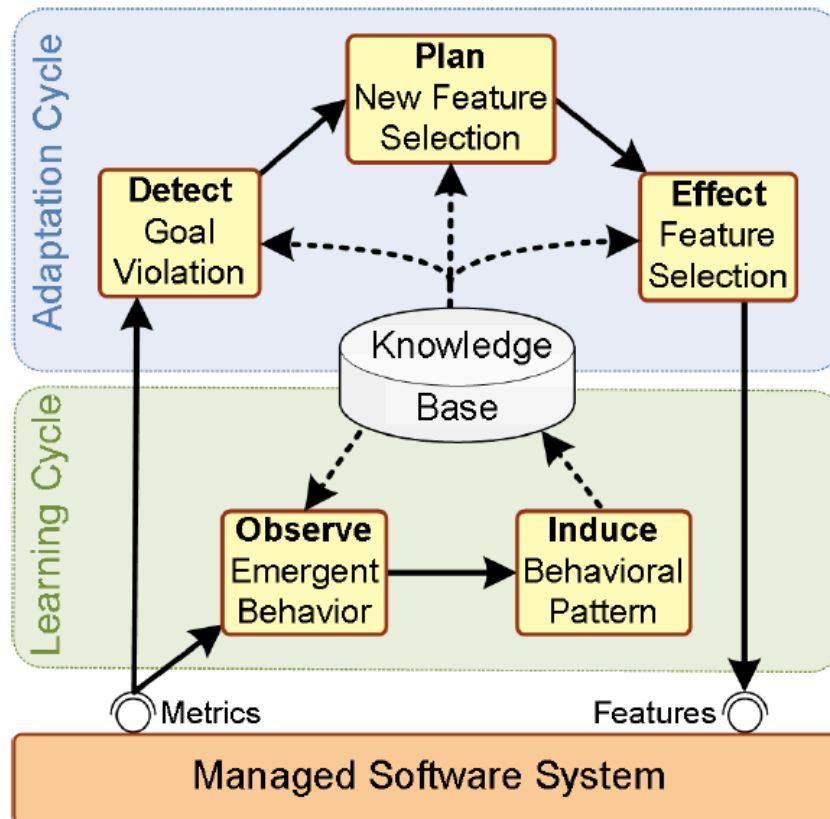 Adaptation Cycle
Plan
New Feature
Selection
Detect
Goal
Violation
Effect
Feature
Selection
Knowledge
Base
Learning Cycle
Observe
Emergent
Behavior
Induce
Behavioral
Pattern
Metrics
Features
Managed Software System